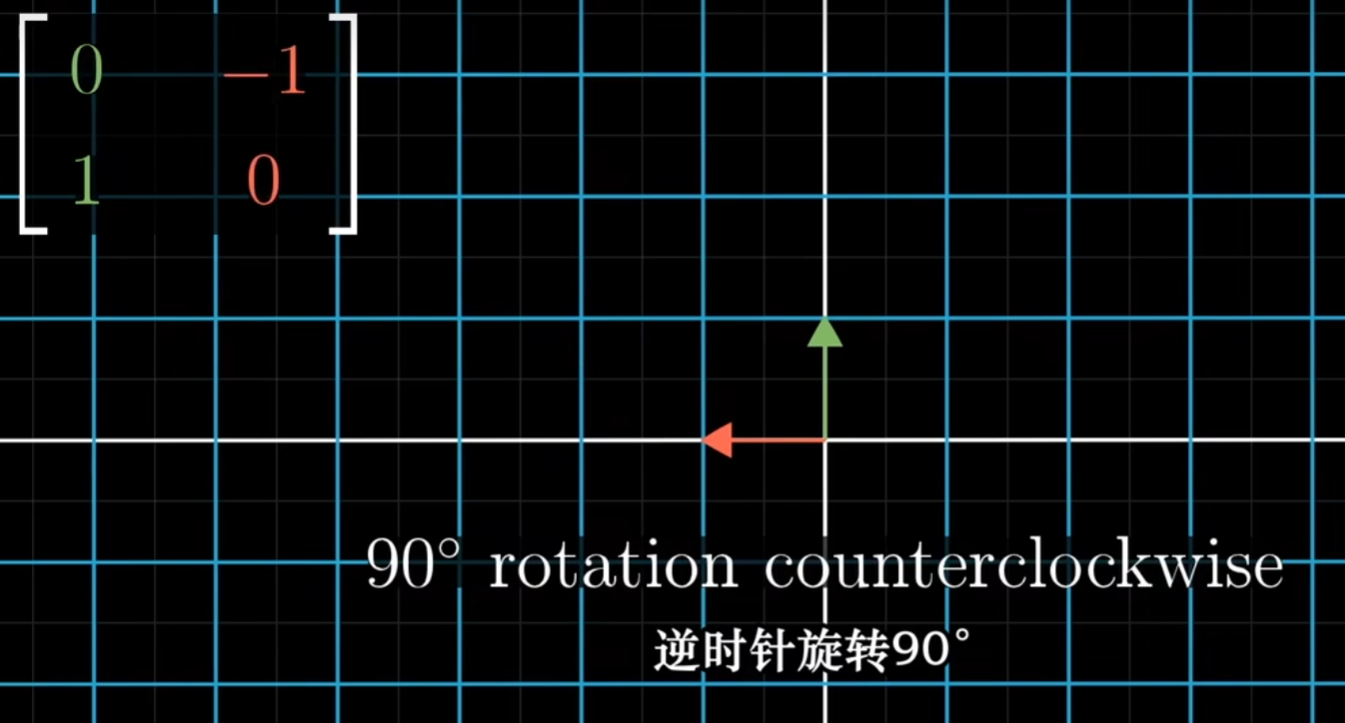 0 −1
1 0
90° rotation counterclockwise
逆时针旋转90°